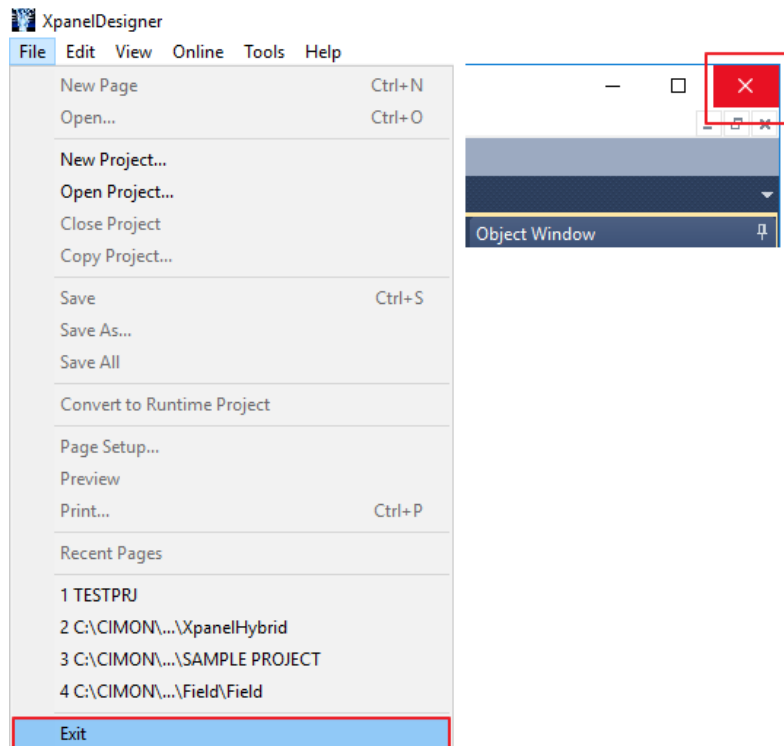 XpanelDesigner
File Edit View Online Tools Help
New Page Ctrl+N
Open... Ctrl+O
New Project...
Open Project...
Close Project
Copy Project...
Save Ctrl+S
Save As...
Save All
Convert to Runtime Project
Page Setup...
Preview
Print... Ctrl+P
Recent Pages
1 TESTPRJ
2 C:\CIMON\...\XpanelHybrid
3 C:\CIMON\...\SAMPLE PROJECT
4 C:\CIMON\...\Field\Field
Exit
Object Window